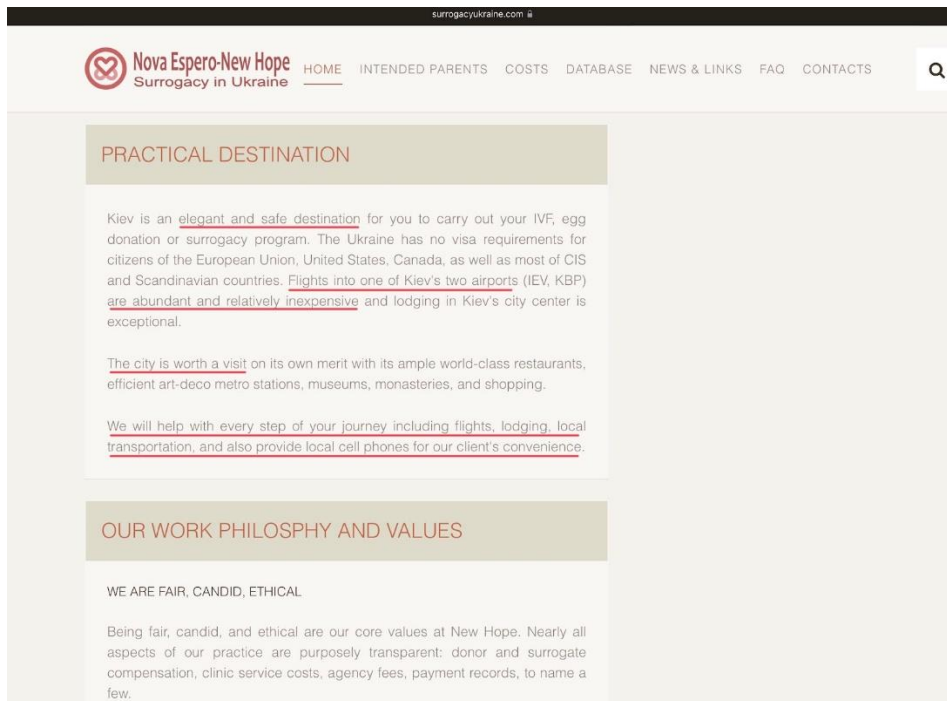 surrogacyukraine.com
Nova Espero-New Hope
Surrogacy in Ukraine
HOME INTENDED PARENTS COSTS DATABASE NEWS & LINKS FAQ CONTACTS
PRACTICAL DESTINATION
Kiev is an elegant and safe destination for you to carry out your IVF, egg
donation or surrogacy program. The Ukraine has no visa requirements for
citizens of the European Union, United States, Canada, as well as most of CIS
and Scandinavian countries. Flights into one of Kiev's two airports (IEV, KBP)
are abundant and relatively inexpensive and lodging in Kiev's city center is
exceptional.
The city is worth a visit on its own merit with its ample world-class restaurants,
efficient art-deco metro stations, museums, monasteries, and shopping.
We will help with every step of your journey including flights, lodging, local
transportation, and also provide local cell phones for our client's convenience.
OUR WORK PHILOSPHY AND VALUES
WE ARE FAIR, CANDID, ETHICAL
Being fair, candid, and ethical are our core values at New Hope. Nearly all
aspects of our practice are purposely transparent: donor and surrogate
compensation, clinic service costs, agency fees, payment records, to name a
few.